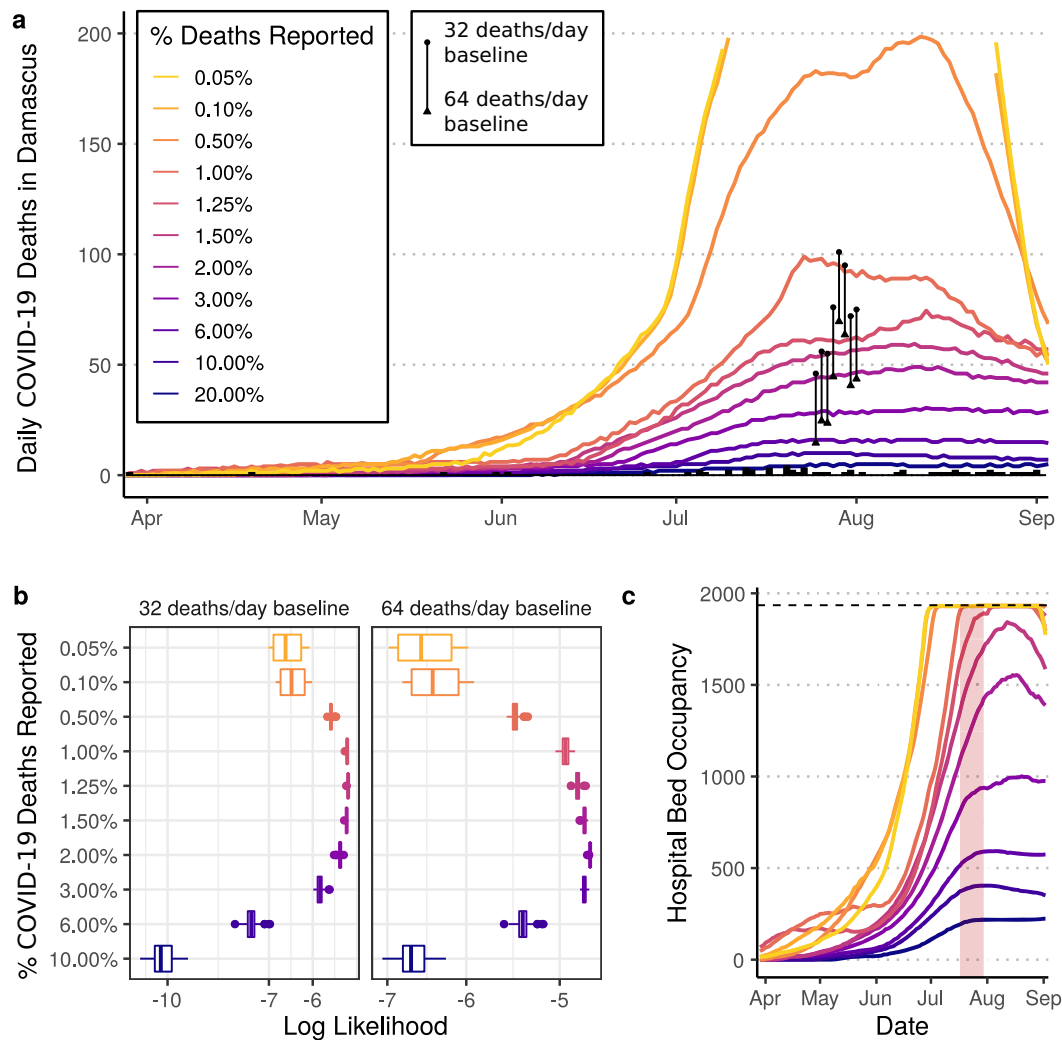 a
% Deaths Reported
0.05%
0.10%
0.50%
1.00%
1.25%
1.50%
2.00%
3.00%
6.00%
10.00%
20.00%
32 deaths/day
baseline
64 deaths/day
baseline
Daily COVID-19 Deaths in Damascus
200
150
100
50
0
Apr May Jun Jul Aug Sep
b
32 deaths/day baseline 64 deaths/day baseline
% COVID-19 Deaths Reported
0.05%
0.10%
0.50%
1.00%
1.25%
1.50%
2.00%
3.00%
6.00%
10.00%
-10 -7 -6 -7 -6 -5
Log Likelihood
c
Hospital Bed Occupancy
2000
1500
1000
500
0
Apr May Jun Jul Aug Sep
Date